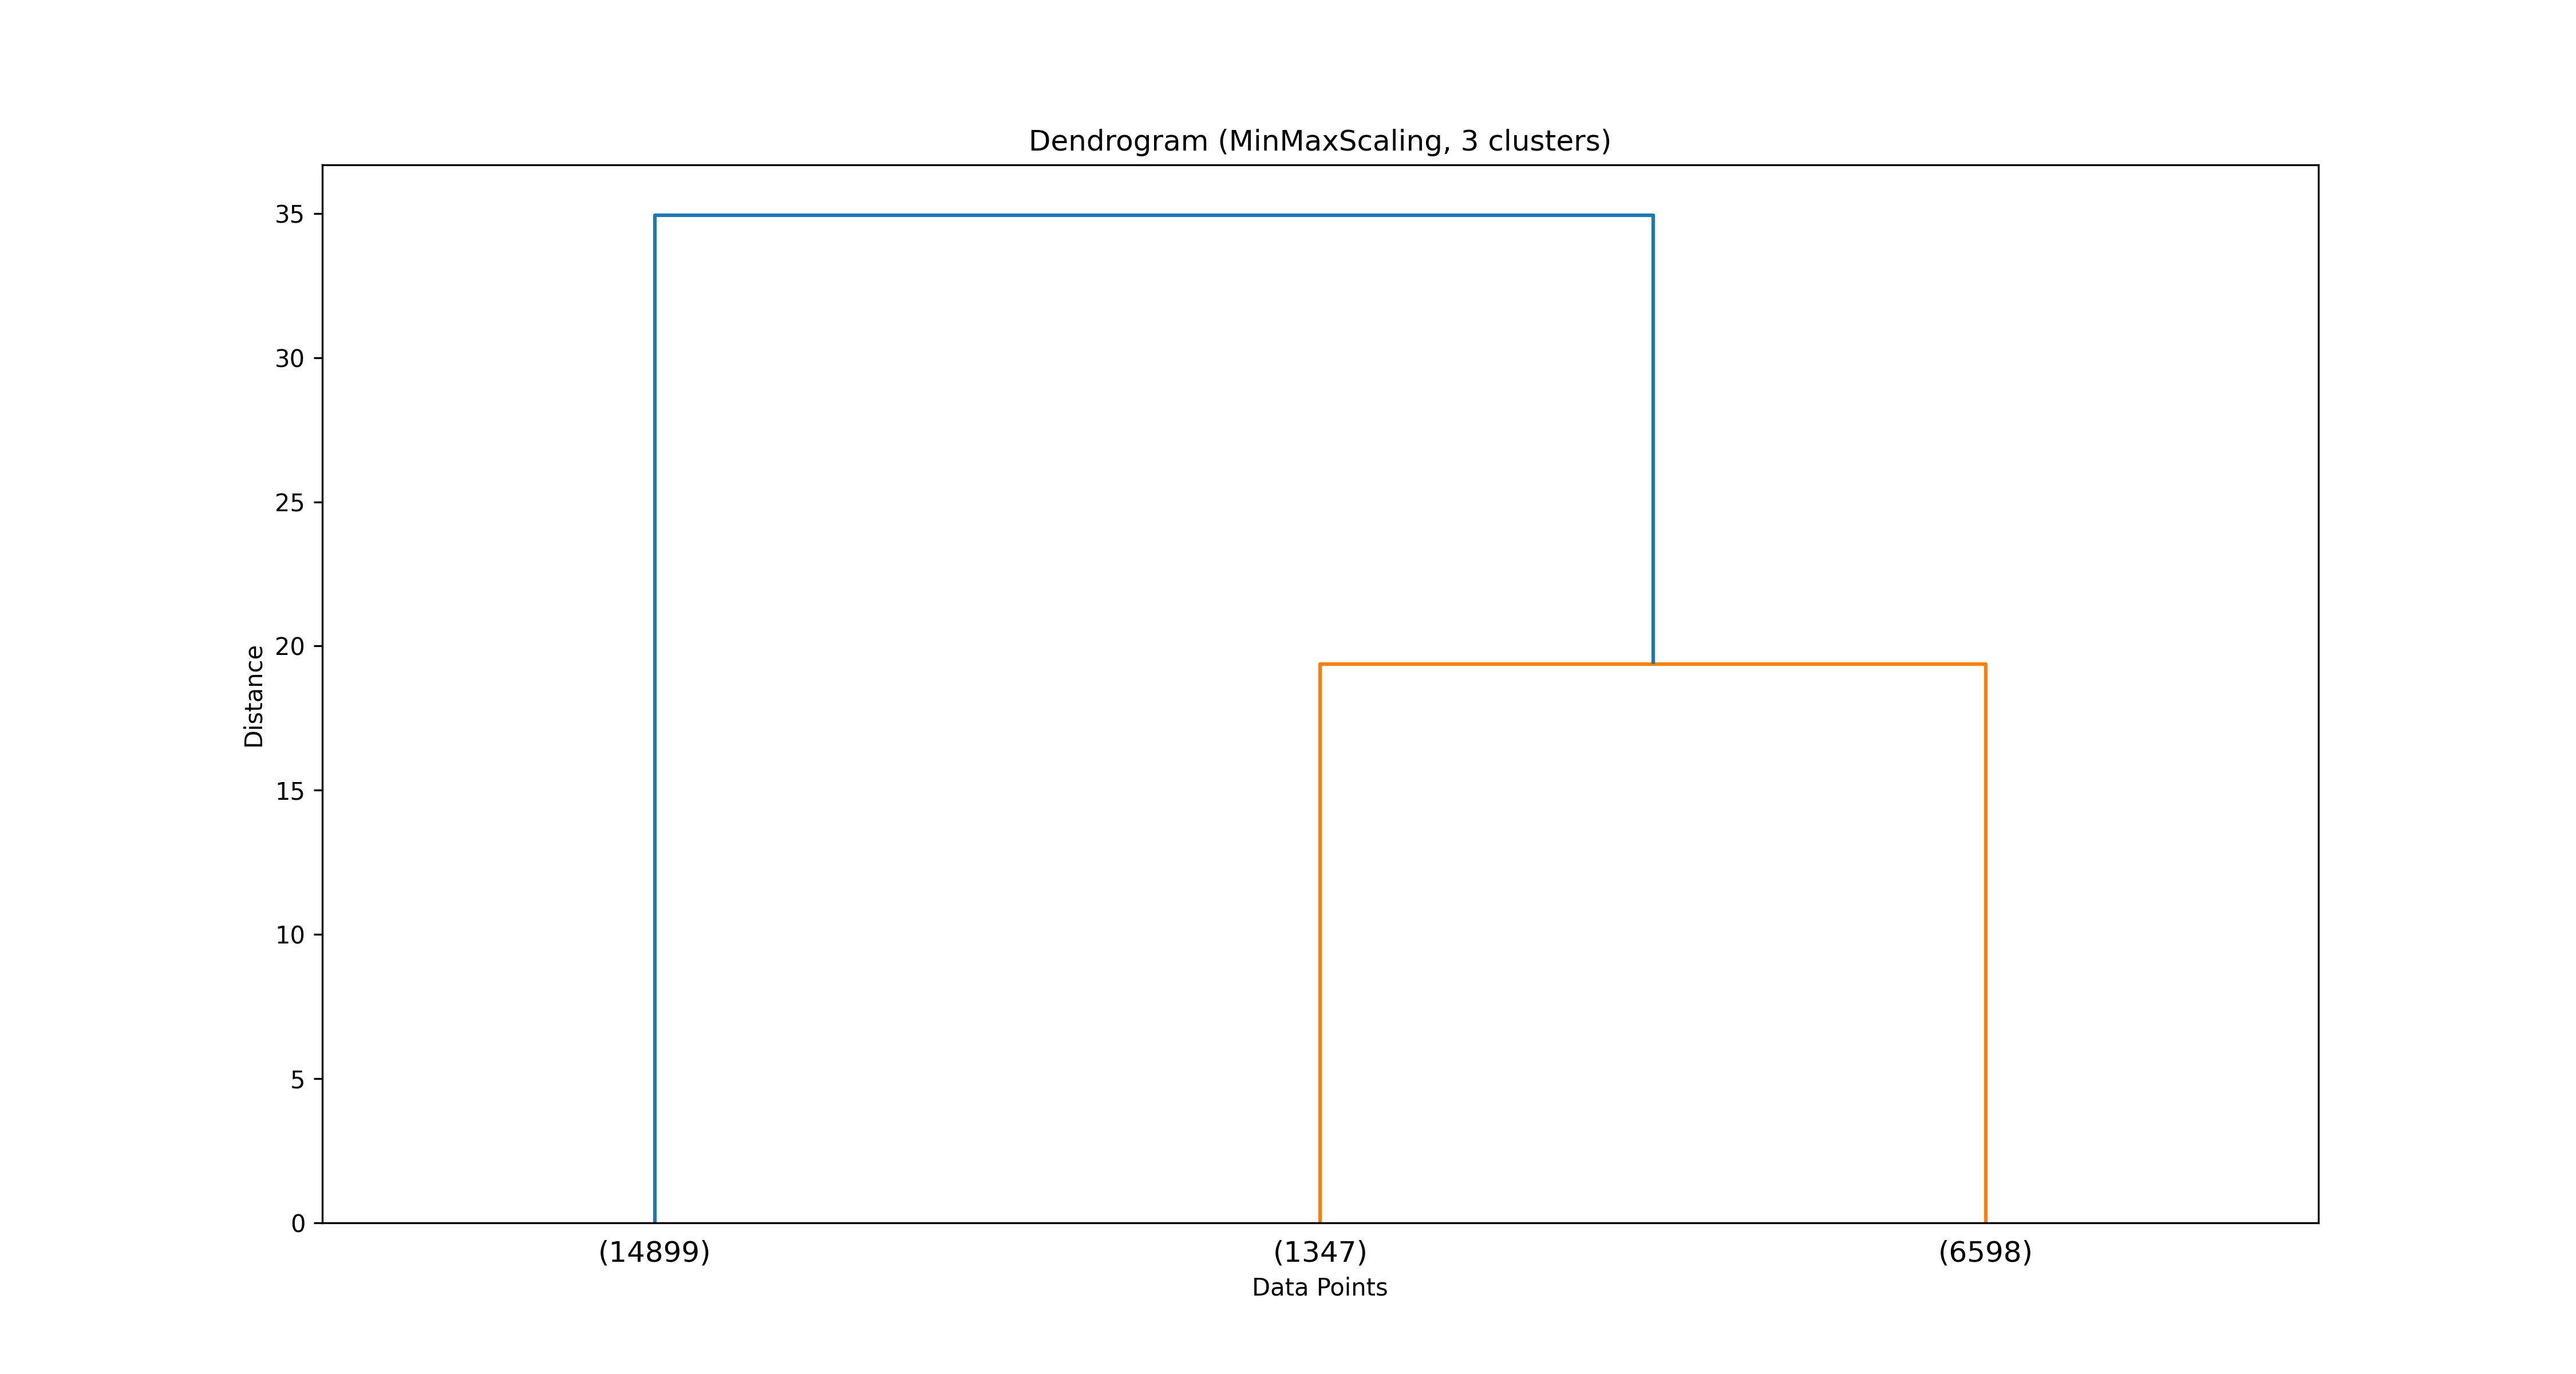 Dendrogram (MinMaxScaling, 3 clusters)
35
30
25
20
15
10
5
0
Distance
(14899) (1347) (6598)
Data Points